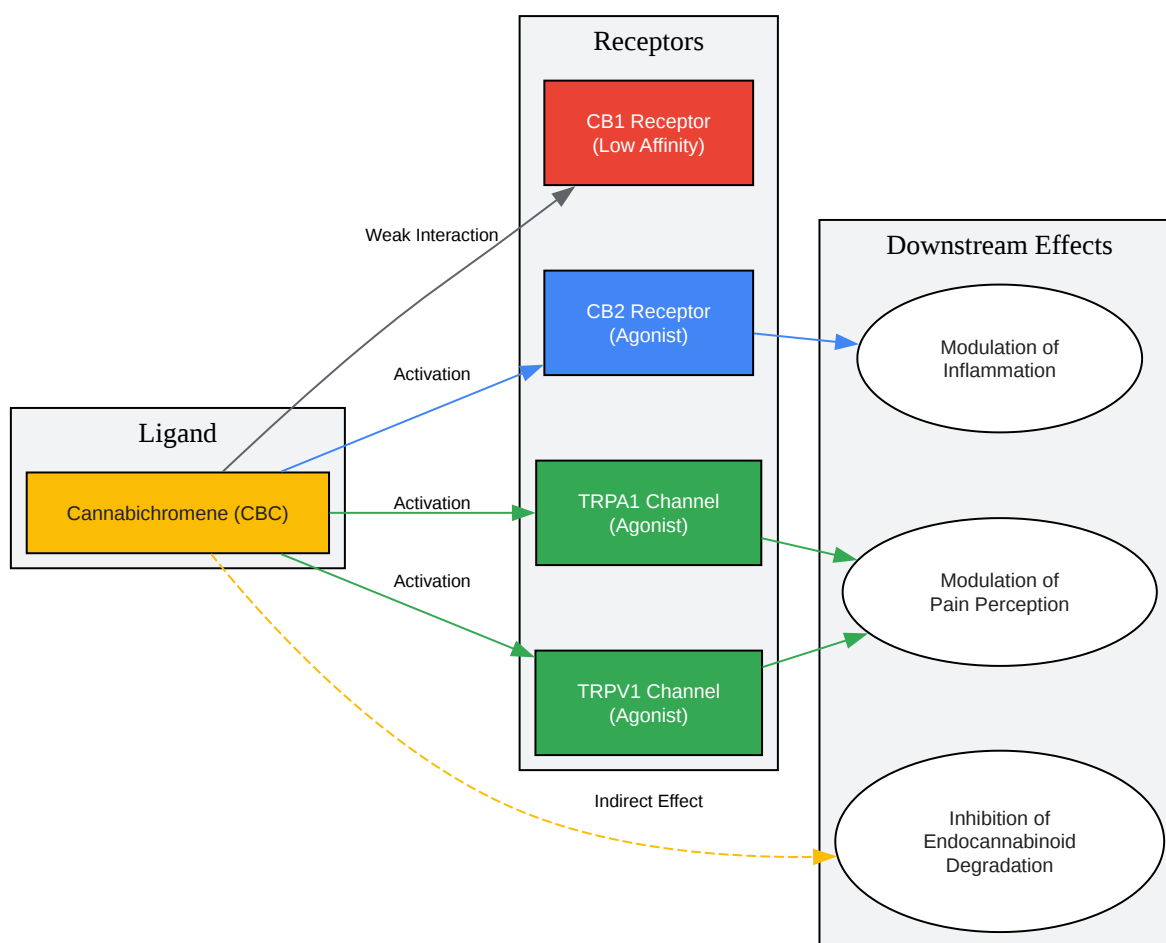 Receptors
CB1 Receptor
(Low Affinity)
Weak Interaction
Downstream Effects
CB2 Receptor
(Agonist)
Modulation of
Inflammation
Activation
Ligand
Cannabichromene (CBC)
Activation
TRPA1 Channel
(Agonist)
Modulation of
Pain Perception
Activation
TRPV1 Channel
(Agonist)
Indirect Effect
Inhibition of
Endocannabinoid
Degradation